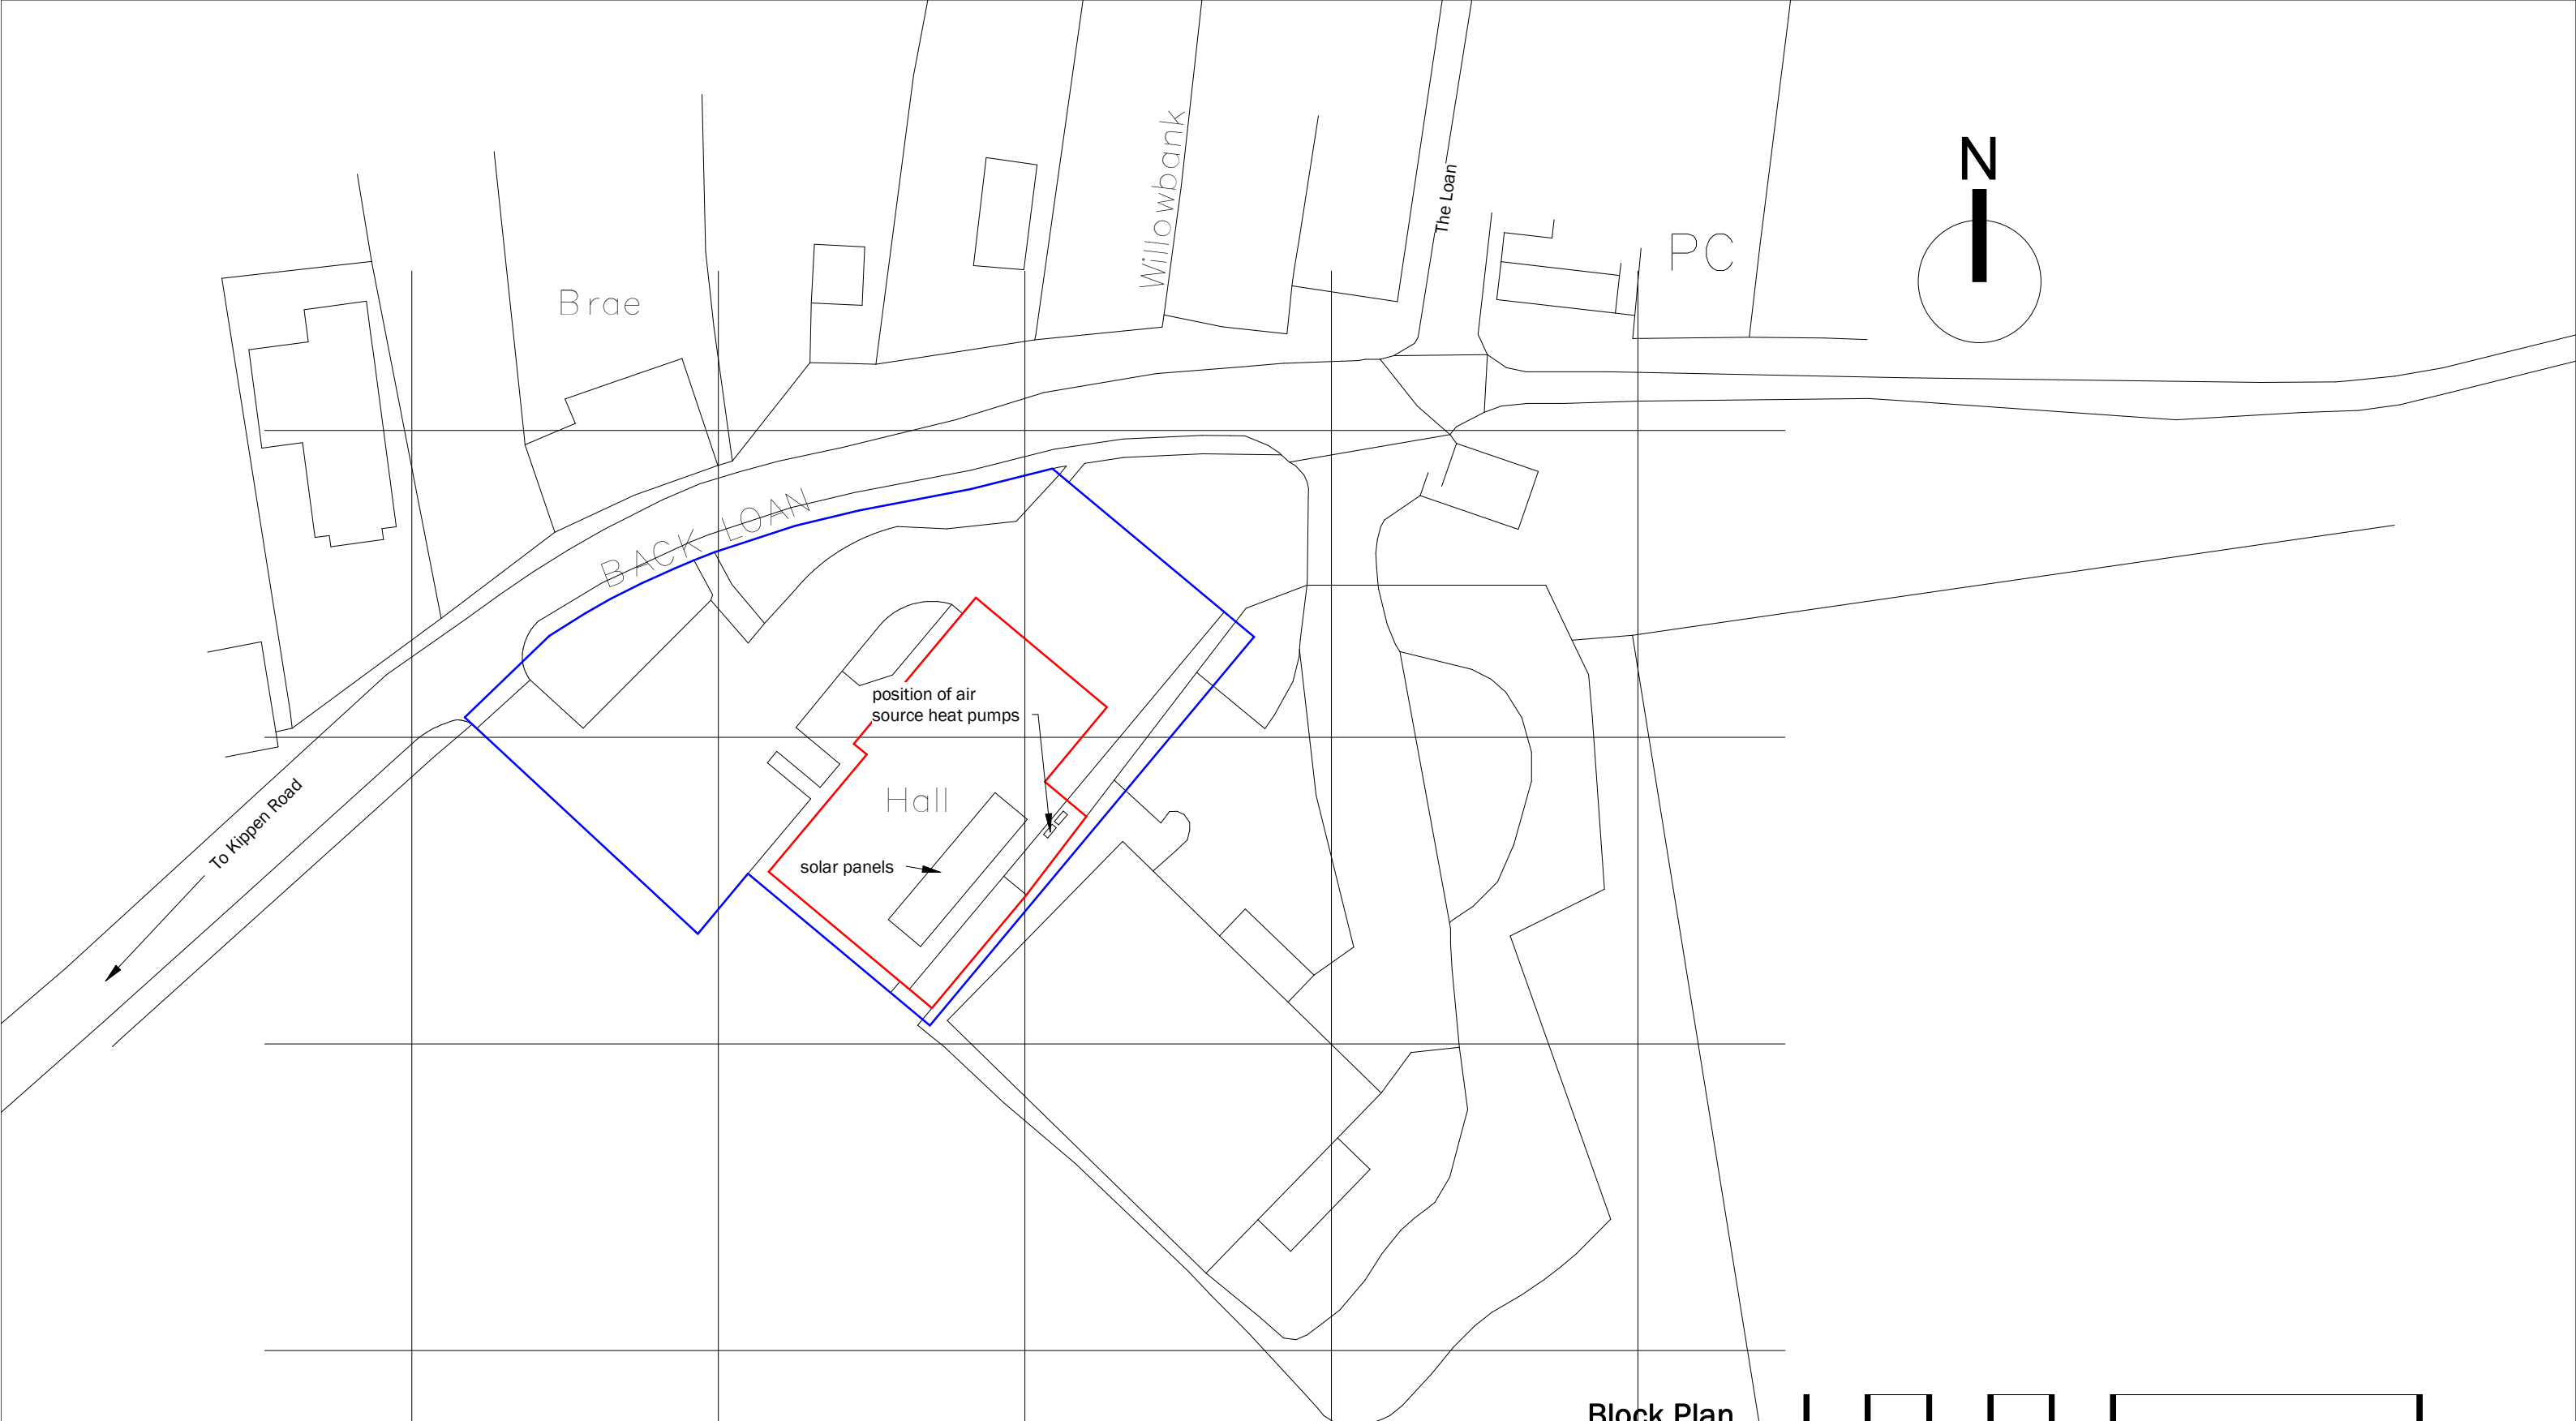 N
Willowbank
The Loan
PC
Brae
BACK LOAN
position of air
source heat pumps
Hall
To Kippen Road
solar panels
Block Plan